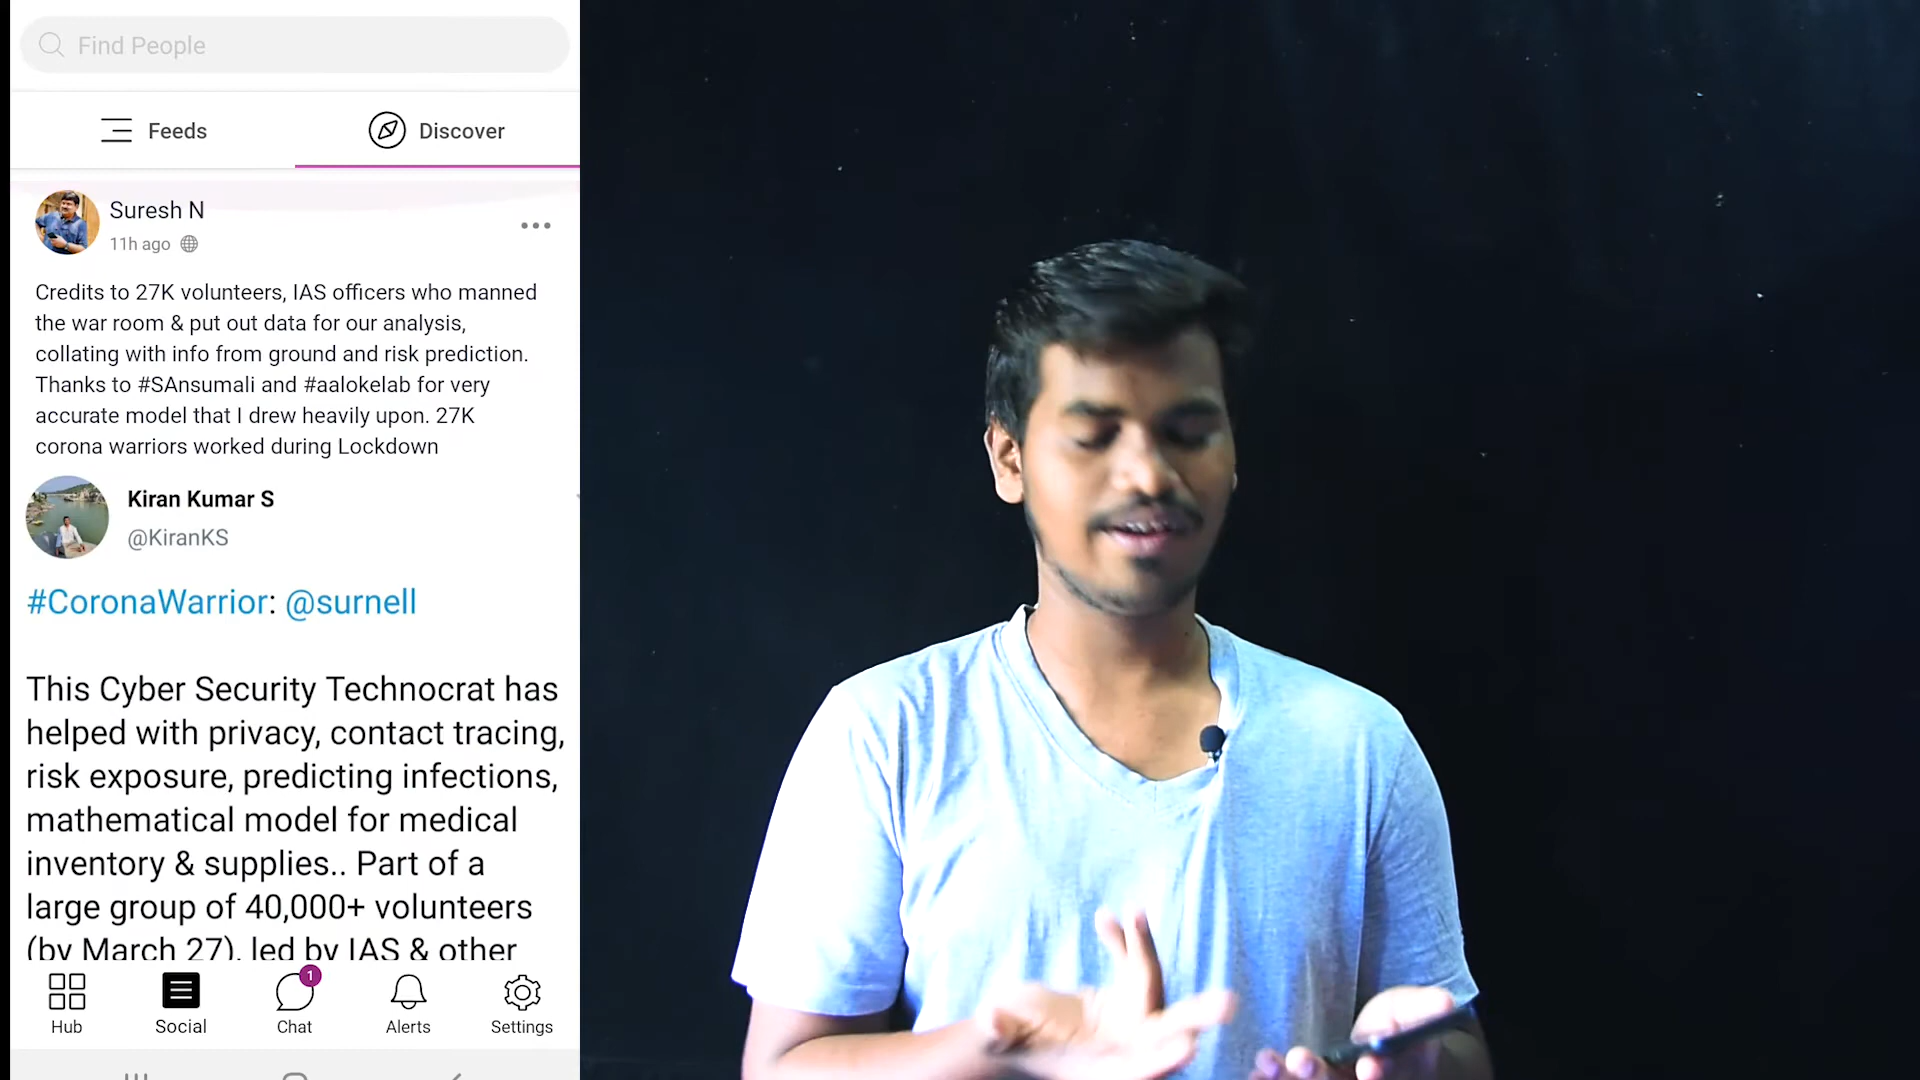 Find People
Feeds
Discover
Suresh N
11h ago
Credits to 27K volunteers, IAS officers who manned
the war room & put out data for our analysis,
collating with info from ground and risk prediction.
Thanks to #SAnsumali and #aalokelab for very
accurate model that I drew heavily upon. 27K
corona warriors worked during Lockdown
Kiran Kumar S
@KiranKS
#CoronaWarrior: @surnell
This Cyber Security Technocrat has
helped with privacy, contact tracing,
risk exposure, predicting infections,
mathematical model for medical
inventory & supplies.. Part of a
large group of 40,000+ volunteers
(by March 27), led by IAS & other
1
Hub
Social
Chat
Alerts
Settings